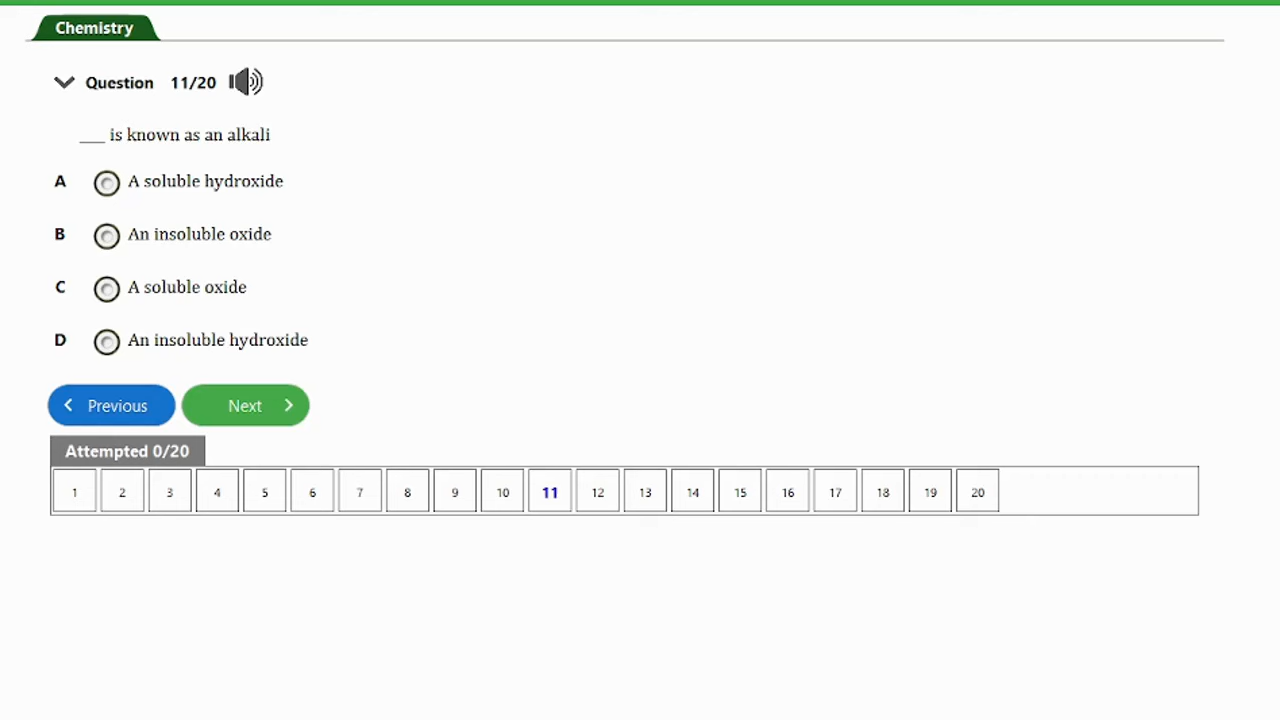 Chemistry
Question 11/20
___ is known as an alkali
A A soluble hydroxide
B An insoluble oxide
C A soluble oxide
D An insoluble hydroxide
Previous Next
Attempted 0/20
1 2 3 4 5 6 7 8 9 10 11 12 13 14 15 16 17 18 19 20